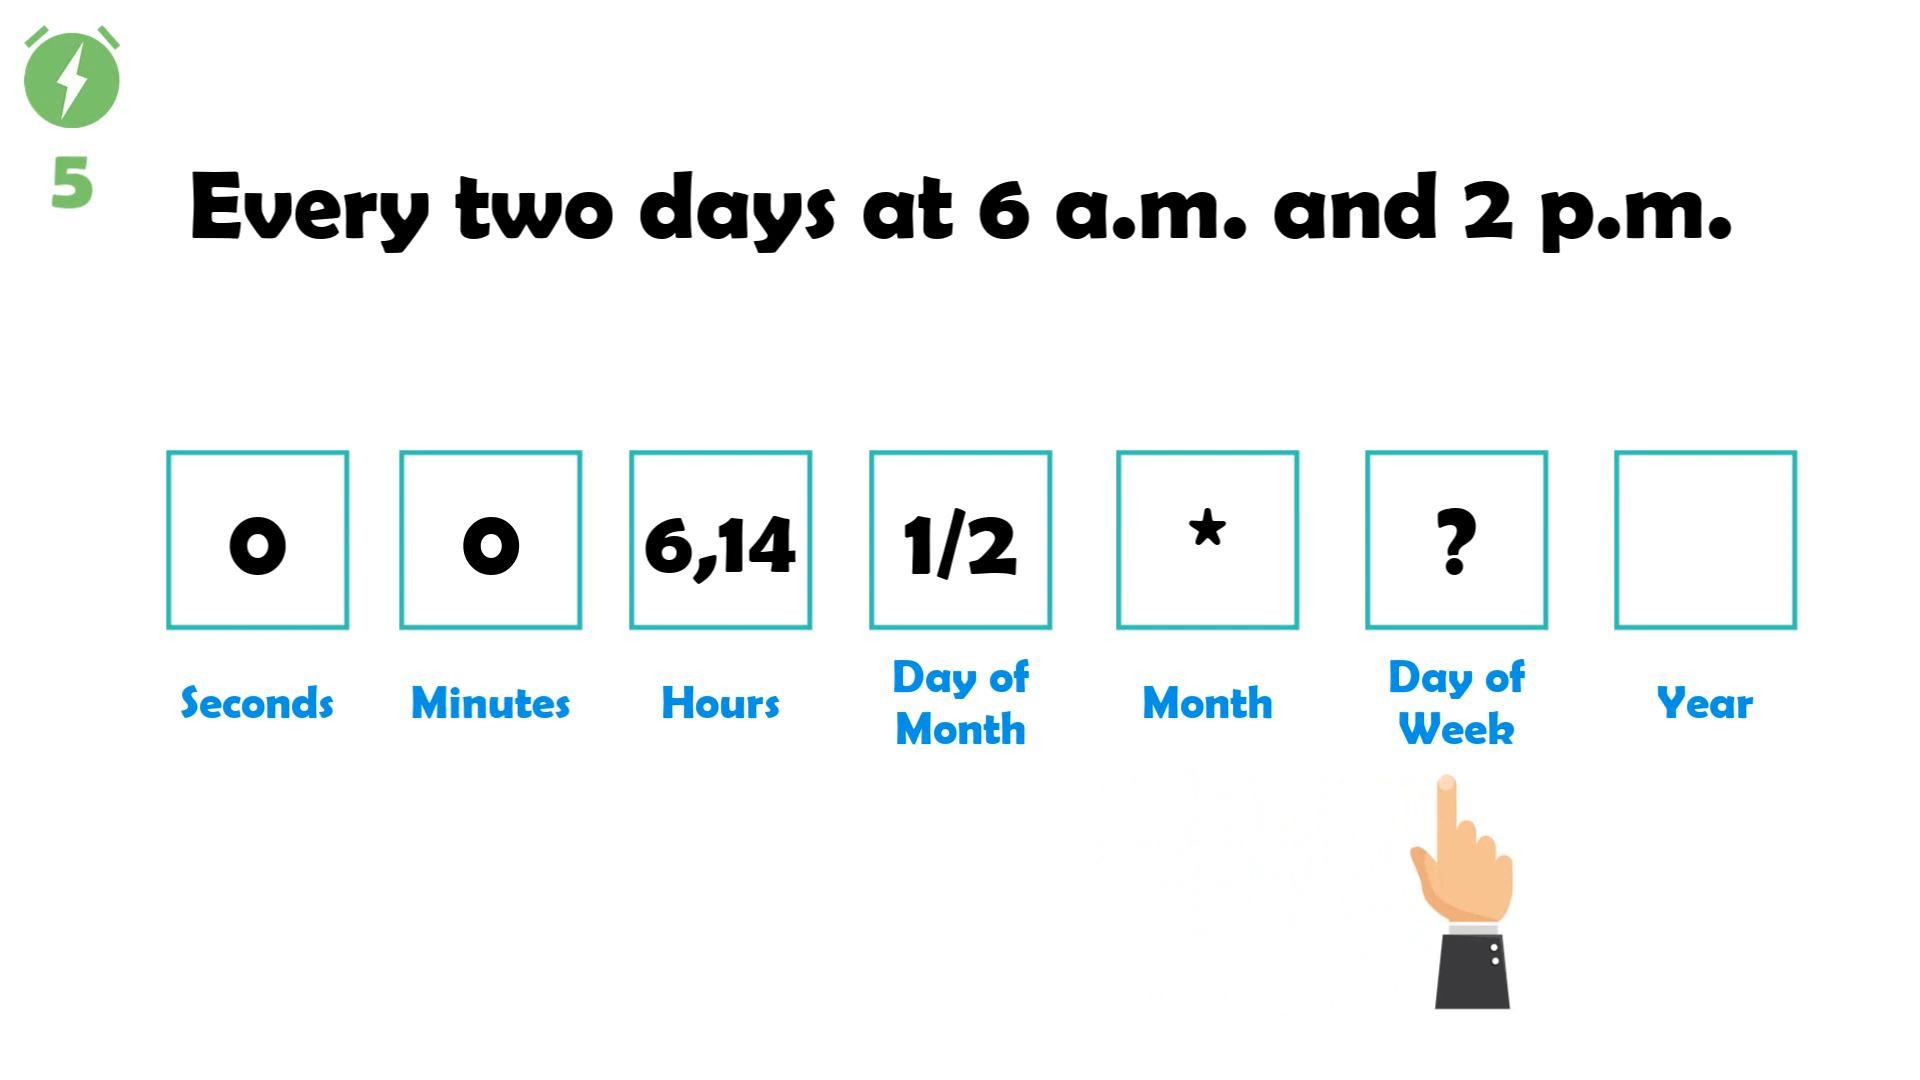 5
Every two days at 6 a.m. and 2 p.m.
0 0 6,14 1/2 * ?
Seconds Minutes Hours Day of Month Month Day of Week Year